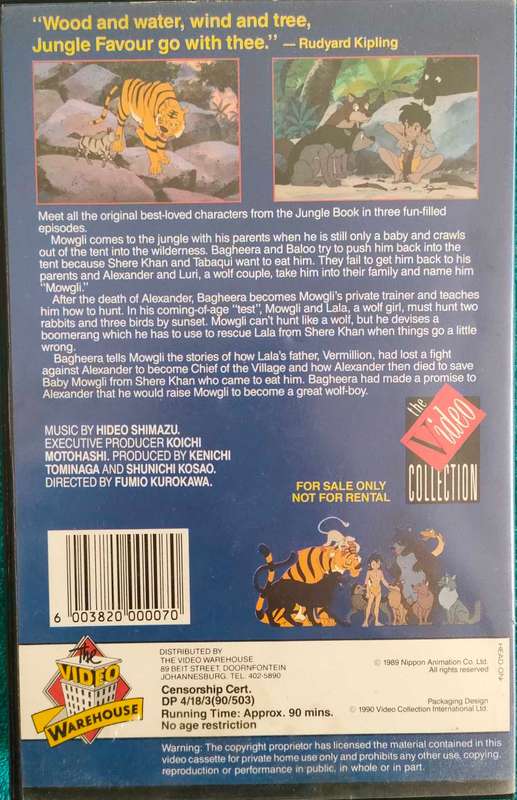 "Wood and water, wind and tree,
Jungle Favour go with thee." — Rudyard Kipling
Meet all the original best-loved characters from the Jungle Book in three fun-filled
episodes.
Mowgli comes to the jungle with his parents when he is still only a baby and crawls
out of the tent into the wilderness. Bagheera and Baloo try to push him back into the
tent because Shere Khan and Tabaqui want to eat him. They fail to get him back to his
parents and Alexander and Luri, a wolf couple, take him into their family and name him
"Mowgli."
After the death of Alexander, Bagheera becomes Mowgli's private trainer and teaches
him how to hunt. In his coming-of-age "test", Mowgli and Lala, a wolf girl, must hunt two
rabbits and three birds by sunset. Mowgli can't hunt like a wolf, but he devises a
boomerang which he has to use to rescue Lala from Shere Khan when things go a little
wrong.
Bagheera tells Mowgli the stories of how Lala's father, Vermillion, had lost a fight
against Alexander to become Chief of the Village and how Alexander then died to save
Baby Mowgli from Shere Khan who came to eat him. Bagheera had made a promise to
Alexander that he would raise Mowgli to become a great wolf-boy.
MUSIC BY HIDEO SHIMAZU.
EXECUTIVE PRODUCER KOICHI
MOTOHASHI. PRODUCED BY KENICHI
TOMINAGA AND SHUNICHI KOSAO.
DIRECTED BY FUMIO KUROKAWA.
the
Video
COLLECTION
FOR SALE ONLY
NOT FOR RENTAL
6 003820 000070
The
VIDEO
WAREHOUSE
DISTRIBUTED BY
THE VIDEO WAREHOUSE
89 BEIT STREET, DOORNFONTEIN
JOHANNESBURG. TEL. 402-5890
Censorship Cert.
DP 4/18/3(90/503)
Running Time: Approx. 90 mins.
No age restriction
© 1989 Nippon Animation Co. Ltd.
All rights reserved
Packaging Design
© 1990 Video Collection International Ltd.
Warning: The copyright proprietor has licensed the material contained in this
video cassette for private home use only and prohibits any other use, copying,
reproduction or performance in public, in whole or in part.